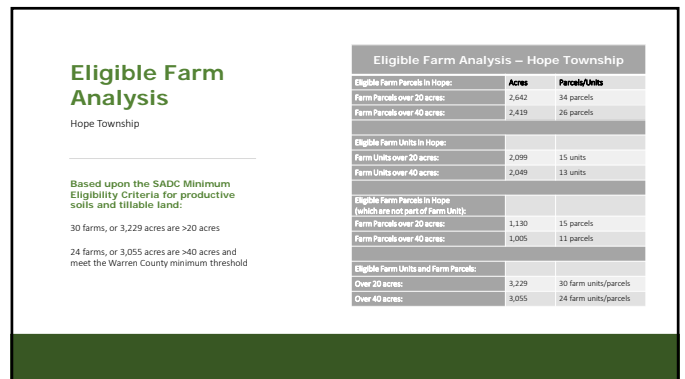 Eligible Farm
Analysis
Hope Township
Based upon the SADC Minimum
Eligibility Criteria for productive
soils and tillable land:
30 farms, or 3,229 acres are >20 acres
24 farms, or 3,055 acres are >40 acres and
meet the Warren County minimum threshold
Eligible Farm Analysis – Hope Township
Eligible Farm Parcels in Hope: Acres Parcels/Units
Farm Parcels over 20 acres: 2,642 34 parcels
Farm Parcels over 40 acres: 2,419 26 parcels
Eligible Farm Units in Hope:
Farm Units over 20 acres: 2,099 15 units
Farm Units over 40 acres: 2,049 13 units
Eligible Farm Parcels in Hope
(which are not part of Farm Unit):
Farm Parcels over 20 acres: 1,130 15 parcels
Farm Parcels over 40 acres: 1,005 11 parcels
Eligible Farm Units and Farm Parcels:
Over 20 acres: 3,229 30 farm units/parcels
Over 40 acres: 3,055 24 farm units/parcels